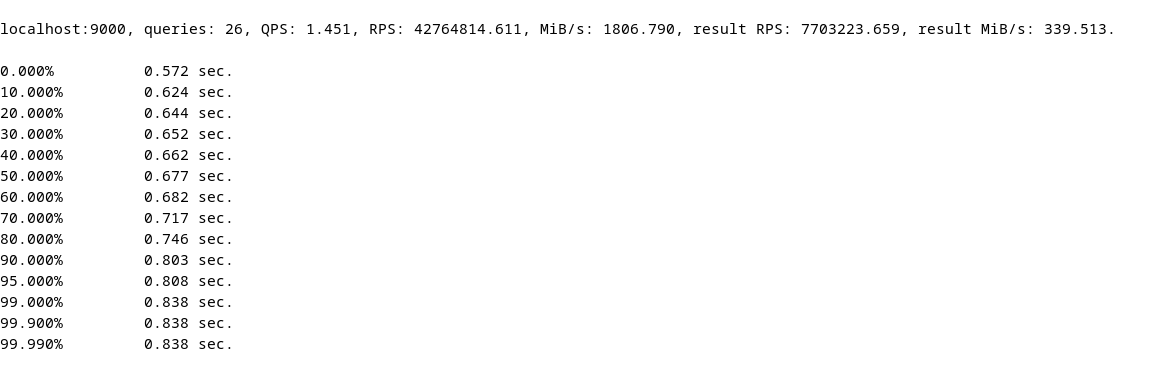 localhost:9000, queries: 26, QPS: 1.451, RPS: 42764814.611, MiB/s: 1806.790, result RPS: 7703223.659, result MiB/s: 339.513.
0.000% 0.572 sec.
10.000% 0.624 sec.
20.000% 0.644 sec.
30.000% 0.652 sec.
40.000% 0.662 sec.
50.000% 0.677 sec.
60.000% 0.682 sec.
70.000% 0.717 sec.
80.000% 0.746 sec.
90.000% 0.803 sec.
95.000% 0.808 sec.
99.000% 0.838 sec.
99.900% 0.838 sec.
99.990% 0.838 sec.